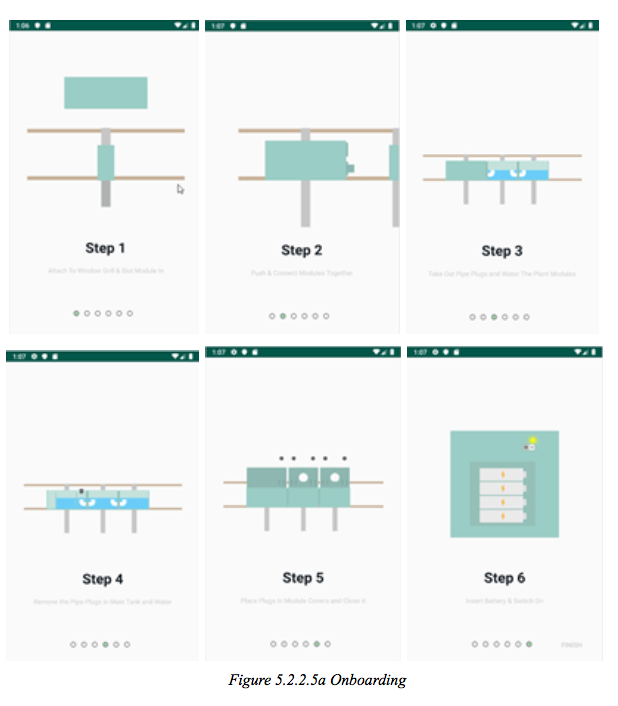 1:06
1:07
1:07
Step 1
Step 2
Step 3
Attach To Window Grill & Slot Module In
Push & Connect Modules Together
Take Out Pipe Plugs and Water The Plant Modules
1:07
1:07
1:07
Step 4
Step 5
Step 6
Remove the Pipe Plugs in Main Tank and Water
Place Plugs in Module Covers and Close It
Insert Battery & Switch On
FINISH
Figure 5.2.2.5a Onboarding